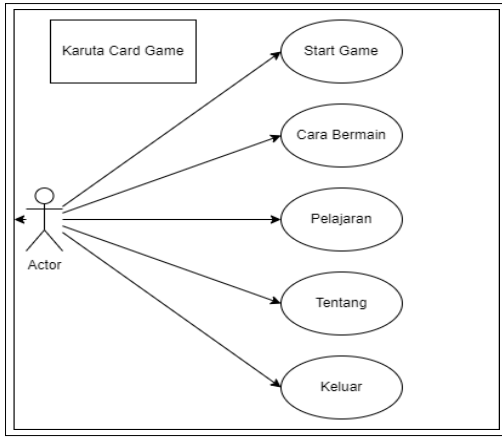 Karuta Card Game
Start Game
Cara Bermain
Pelajaran
Actor
Tentang
Keluar